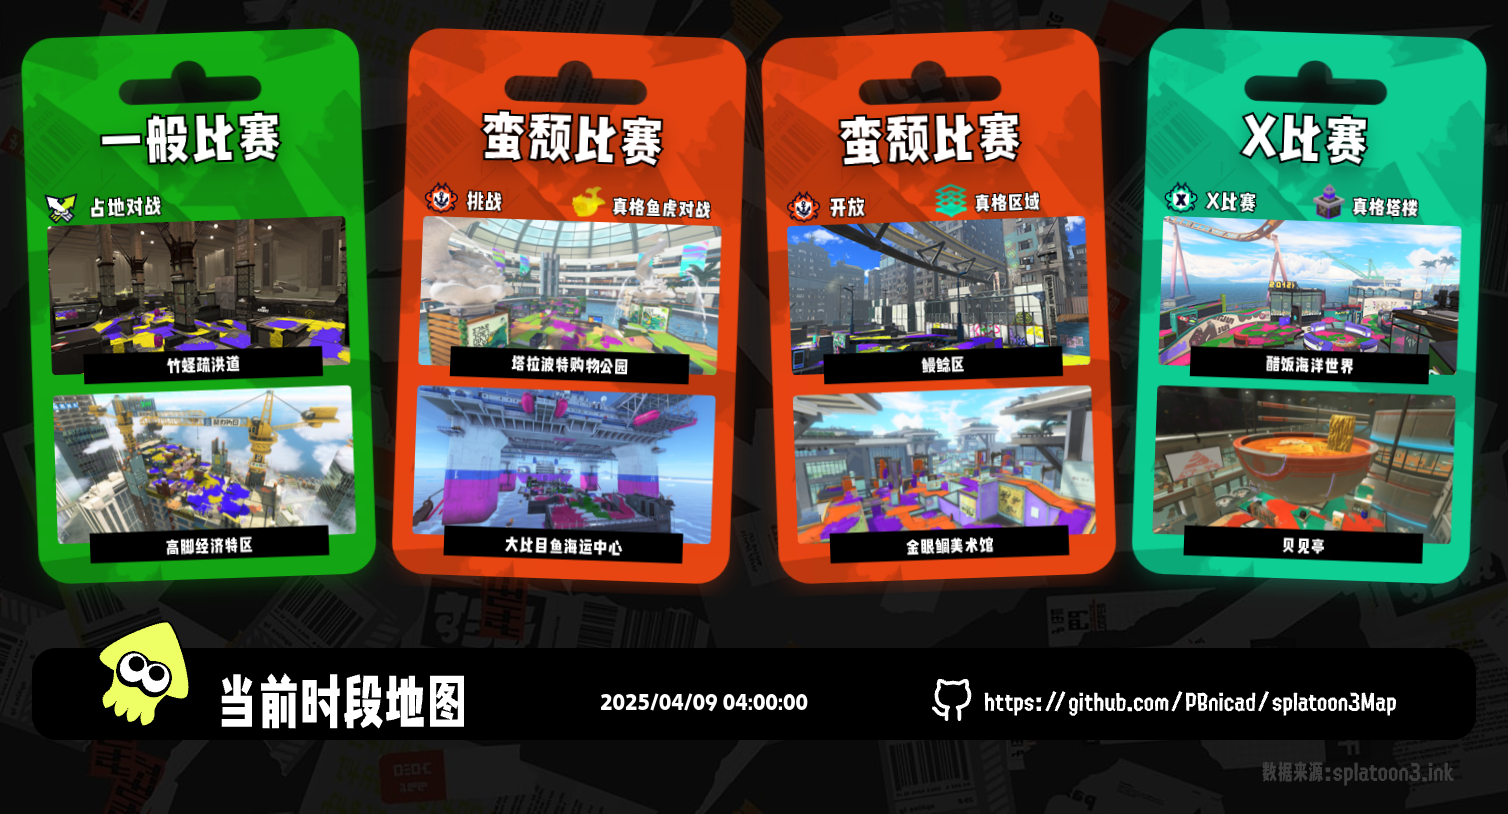 一般比赛
占地对战
竹蛏疏洪道
高脚经济特区
蛮颓比赛
挑战
真格鱼虎对战
塔拉波特购物公园
大比目鱼海运中心
蛮颓比赛
开放
真格区域
鳗鲶区
金眼鲷美术馆
X比赛
X比赛
真格塔楼
醋饭海洋世界
贝见亭
当前时段地图
2025/04/09 04:00:00
https://github.com/PBnicad/splatoon3Map
数据来源:splatoon3.ink